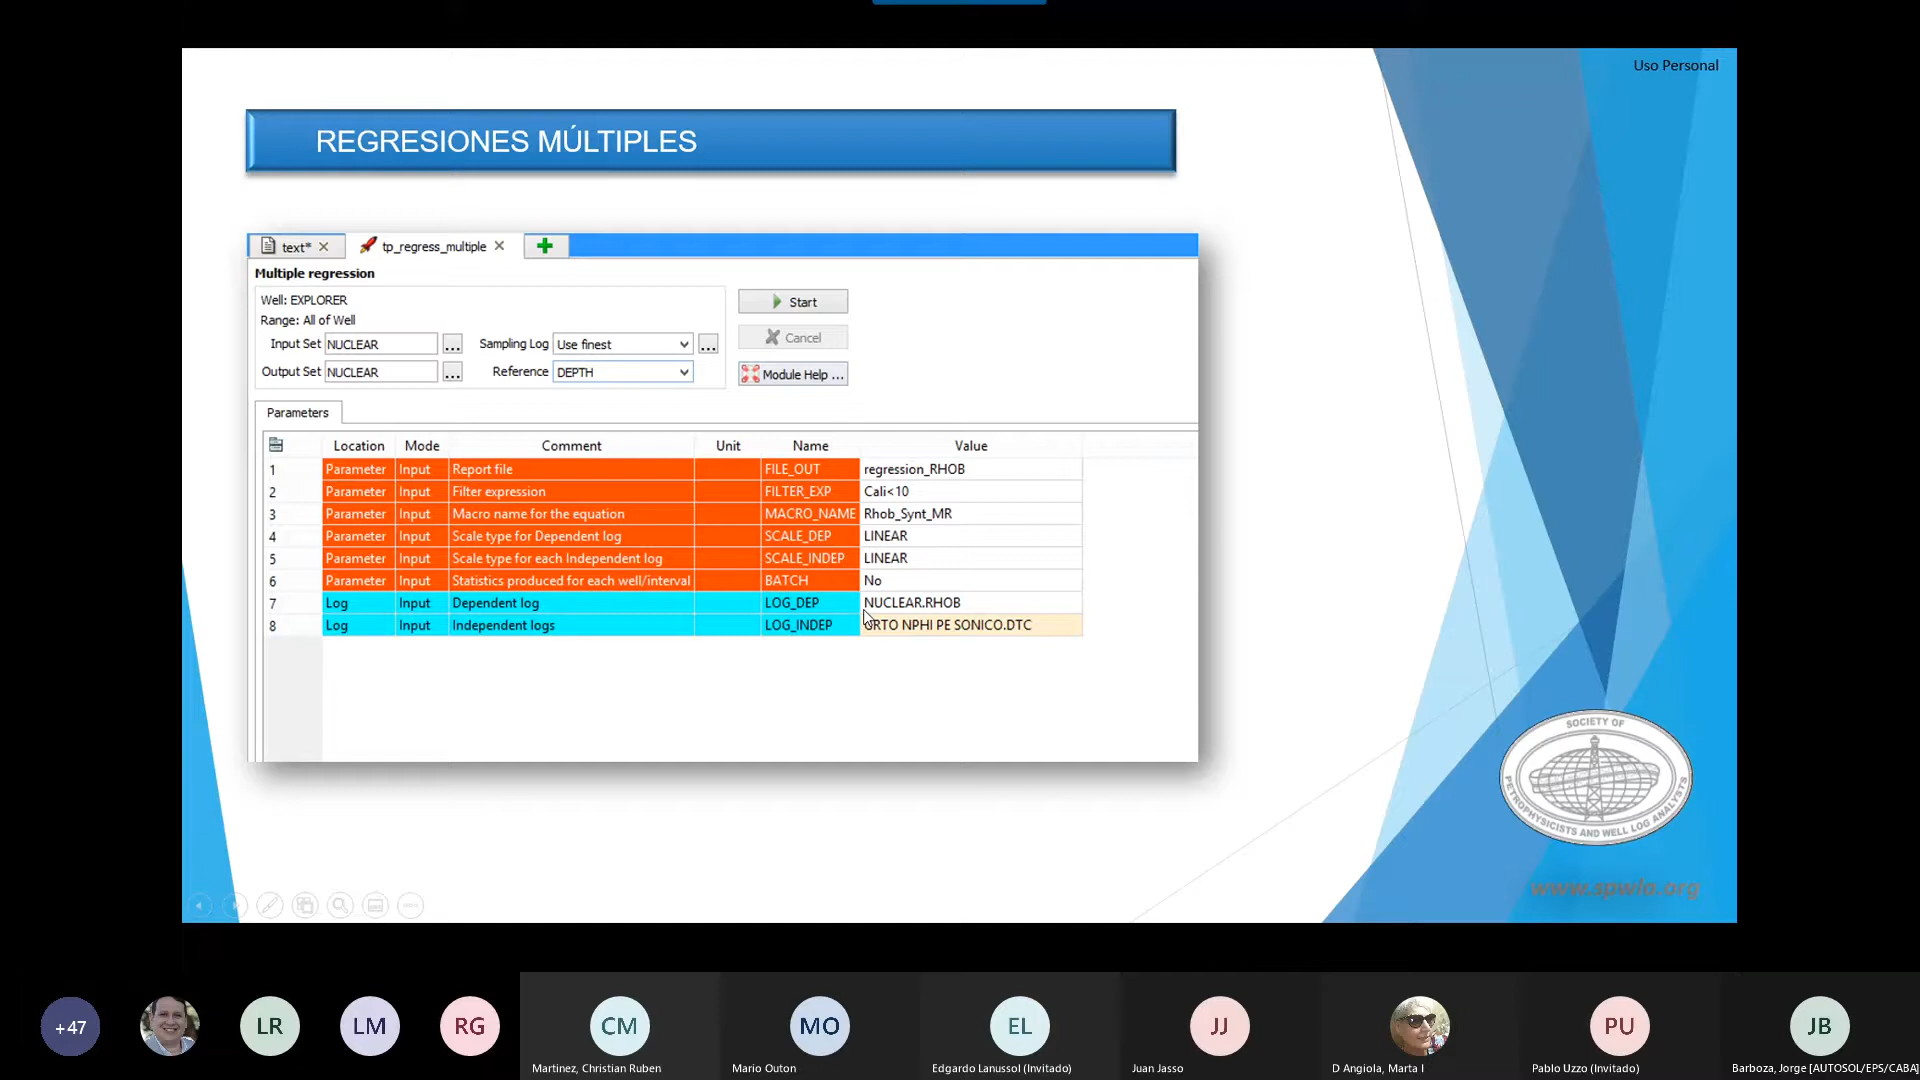 Uso Personal
REGRESIONES MÚLTIPLES
text*
tp_regress_multiple
Multiple regression
Well: EXPLORER
Range: All of Well
Input Set NUCLEAR ... Sampling Log Use finest ...
Output Set NUCLEAR ... Reference DEPTH
Start
Cancel
Module Help ...
Parameters
Location Mode Comment Unit Name Value
1 Parameter Input Report file FILE_OUT regression_RHOB
2 Parameter Input Filter expression FILTER_EXP Cali<10
3 Parameter Input Macro name for the equation MACRO_NAME Rhob_Synt_MR
4 Parameter Input Scale type for Dependent log SCALE_DEP LINEAR
5 Parameter Input Scale type for each Independent log SCALE_INDEP LINEAR
6 Parameter Input Statistics produced for each well/interval BATCH No
7 Log Input Dependent log LOG_DEP NUCLEAR.RHOB
8 Log Input Independent logs LOG_INDEP NPHI PE SONICO.DTC
SOCIETY OF
PETROPHYSICISTS AND WELL LOG ANALYSTS
www.spwla.org
+47
LR
LM
RG
CM
MO
EL
JJ
PU
JB
Martinez, Christian Ruben
Mario Outon
Edgardo Lanussol (Invitado)
Juan Jasso
D Angiola, Marta I
Pablo Uzzo (Invitado)
Barboza, Jorge [AUTOSOL/EPS/CABA]